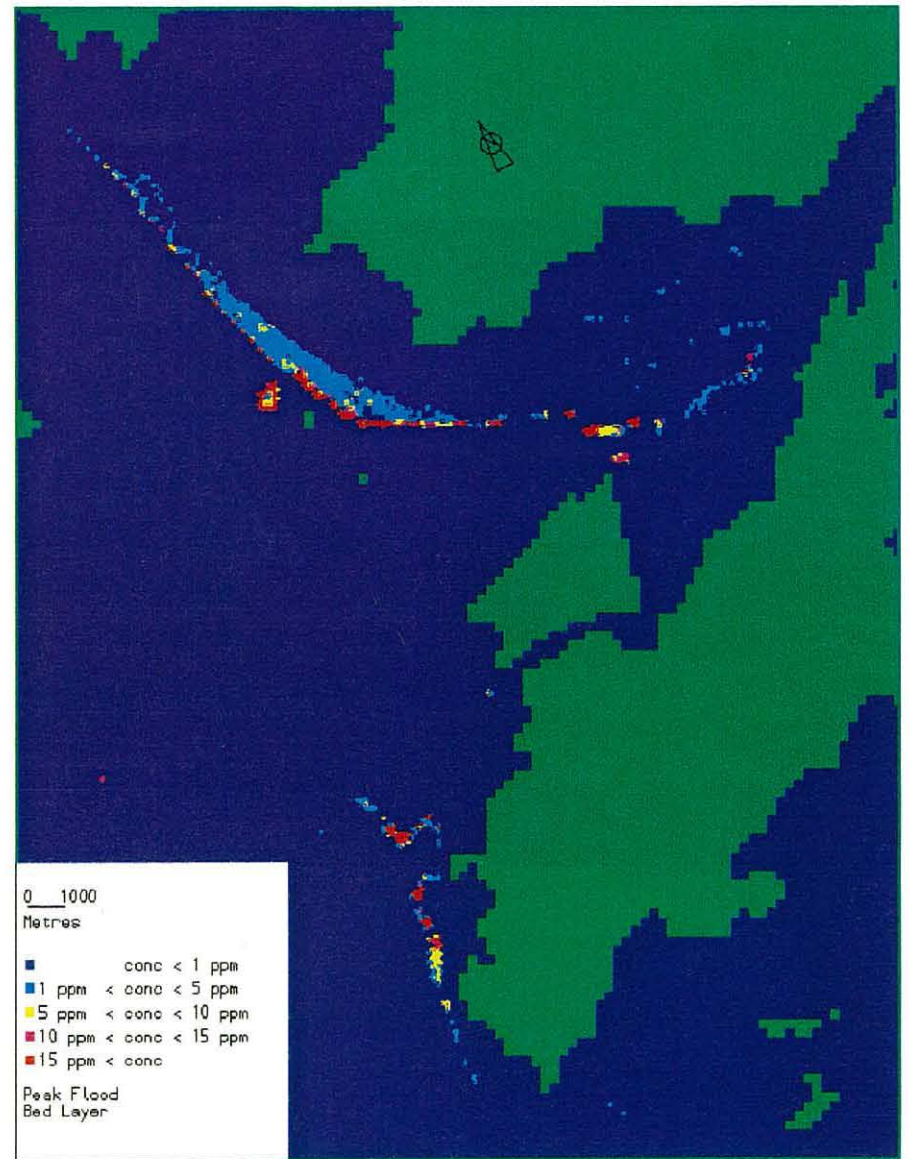 0 1000
Metres
conc < 1 ppm
1 ppm < conc < 5 ppm
5 ppm < conc < 10 ppm
10 ppm < conc < 15 ppm
15 ppm < conc
Peak Flood
Bed Layer